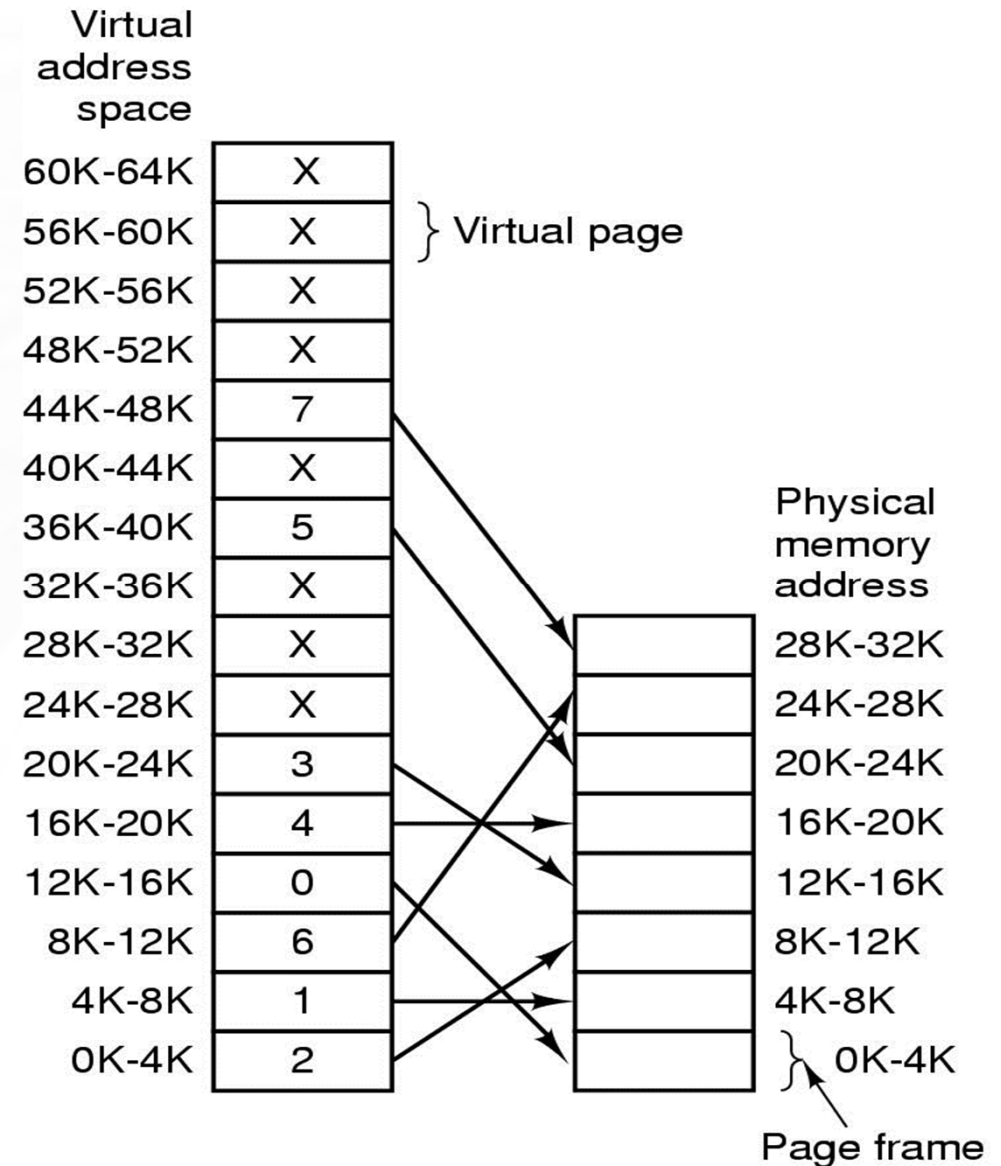 Virtual
address
space
60K-64K X
56K-60K X Virtual page
52K-56K X
48K-52K X
44K-48K 7
40K-44K X
36K-40K 5
32K-36K X
28K-32K X
24K-28K X
20K-24K 3
16K-20K 4
12K-16K 0
8K-12K 6
4K-8K 1
0K-4K 2
Physical
memory
address
28K-32K
24K-28K
20K-24K
16K-20K
12K-16K
8K-12K
4K-8K
0K-4K
Page frame